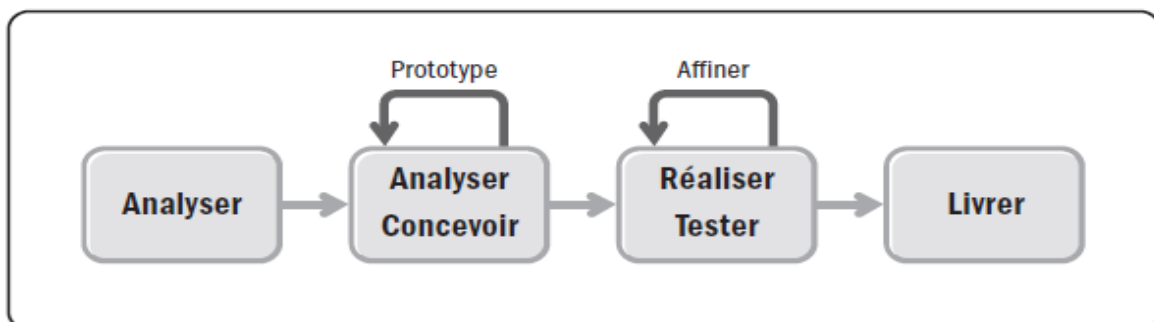 Prototype
Affiner
Analyser
Analyser
Concevoir
Réaliser
Tester
Livrer